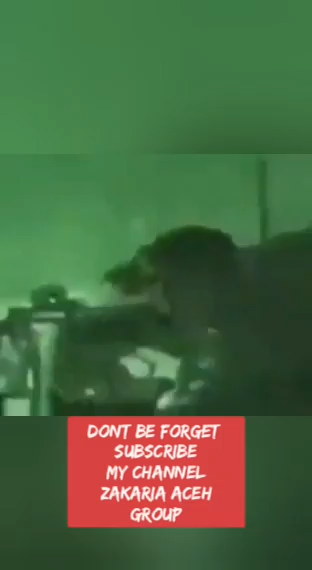 DONT BE FORGET
SUBSCRIBE
MY CHANNEL
ZAKARIA ACEH
GROUP